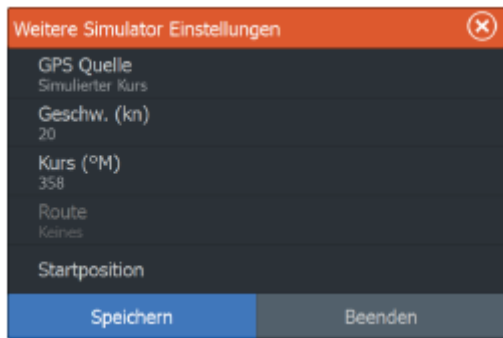 Weitere Simulator Einstellungen
GPS Quelle
Simulierter Kurs
Geschw. (kn)
20
Kurs (°M)
358
Route
Keines
Startposition
Speichern
Beenden